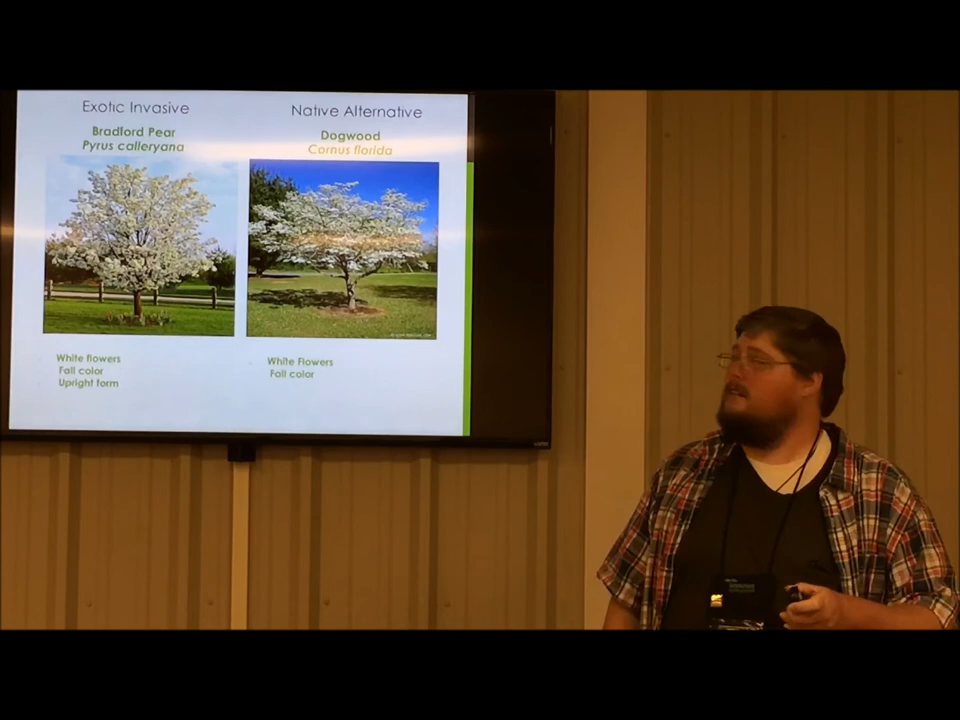 Exotic Invasive
Bradford Pear
Pyrus calleryana
White flowers
Fall color
Upright form
Native Alternative
Dogwood
Cornus florida
White Flowers
Fall color